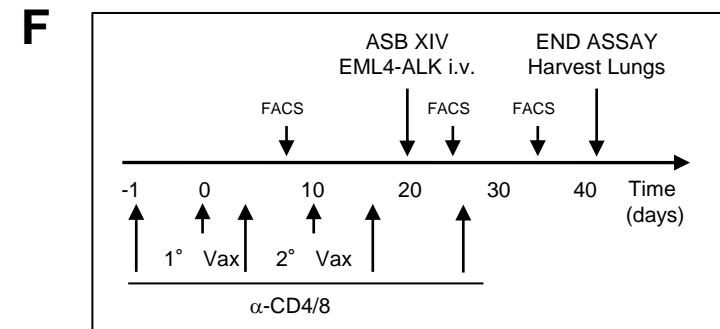 F
ASB XIV END ASSAY
EML4-ALK i.v. Harvest Lungs
FACS FACS FACS
-1 0 10 20 30 40 Time
(days)
1° Vax 2° Vax
α-CD4/8